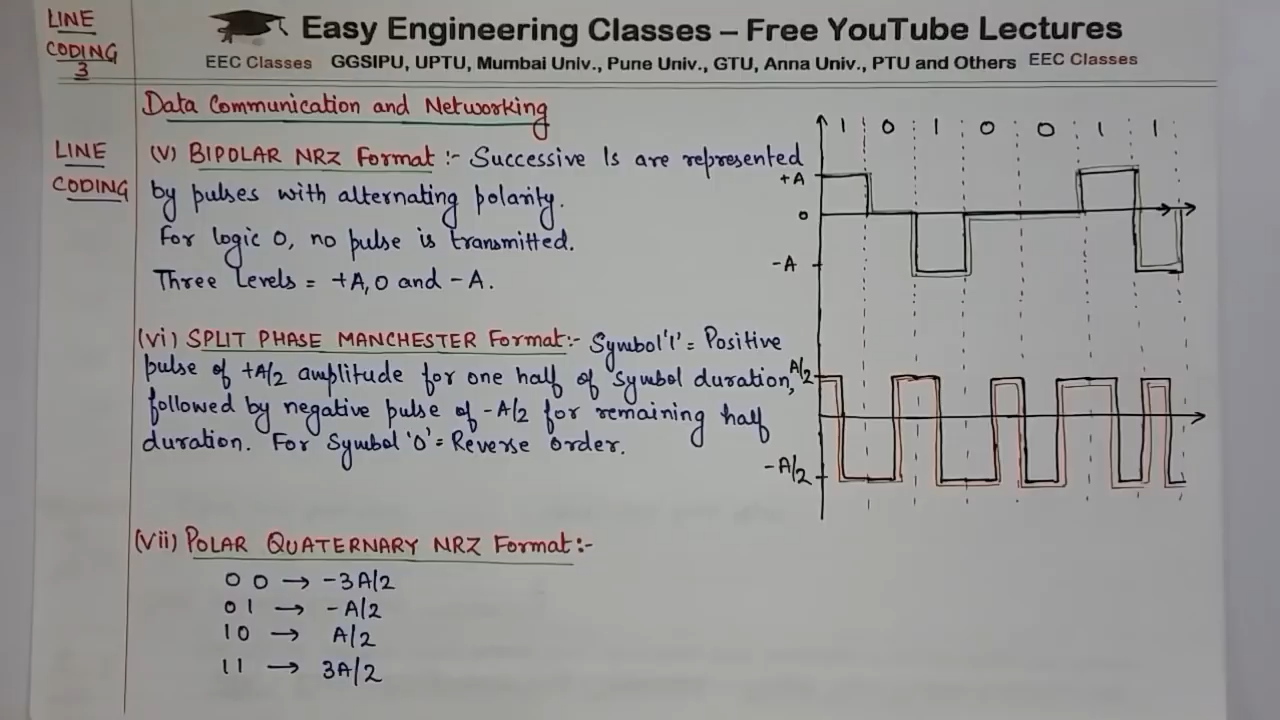 LINE
CODING
3
Easy Engineering Classes – Free YouTube Lectures
EEC Classes GGSIPU, UPTU, Mumbai Univ., Pune Univ., GTU, Anna Univ., PTU and Others EEC Classes
Data Communication and Networking
LINE
CODING
(V) BIPOLAR NRZ Format :- Successive 1s are represented
by pulses with alternating polarity.
For logic 0, no pulse is transmitted.
Three Levels = +A, 0 and -A.
1 0 1 0 0 1 1
+A
0
-A
(Vi) SPLIT PHASE MANCHESTER Format:- Symbol '1' = Positive
pulse of +A/2 amplitude for one half of symbol duration,
followed by negative pulse of -A/2 for remaining half
duration. For Symbol '0' = Reverse order.
A/2
-A/2
(Vii) POLAR QUATERNARY NRZ Format:-
0 0 → -3A/2
0 1 → -A/2
1 0 → A/2
1 1 → 3A/2